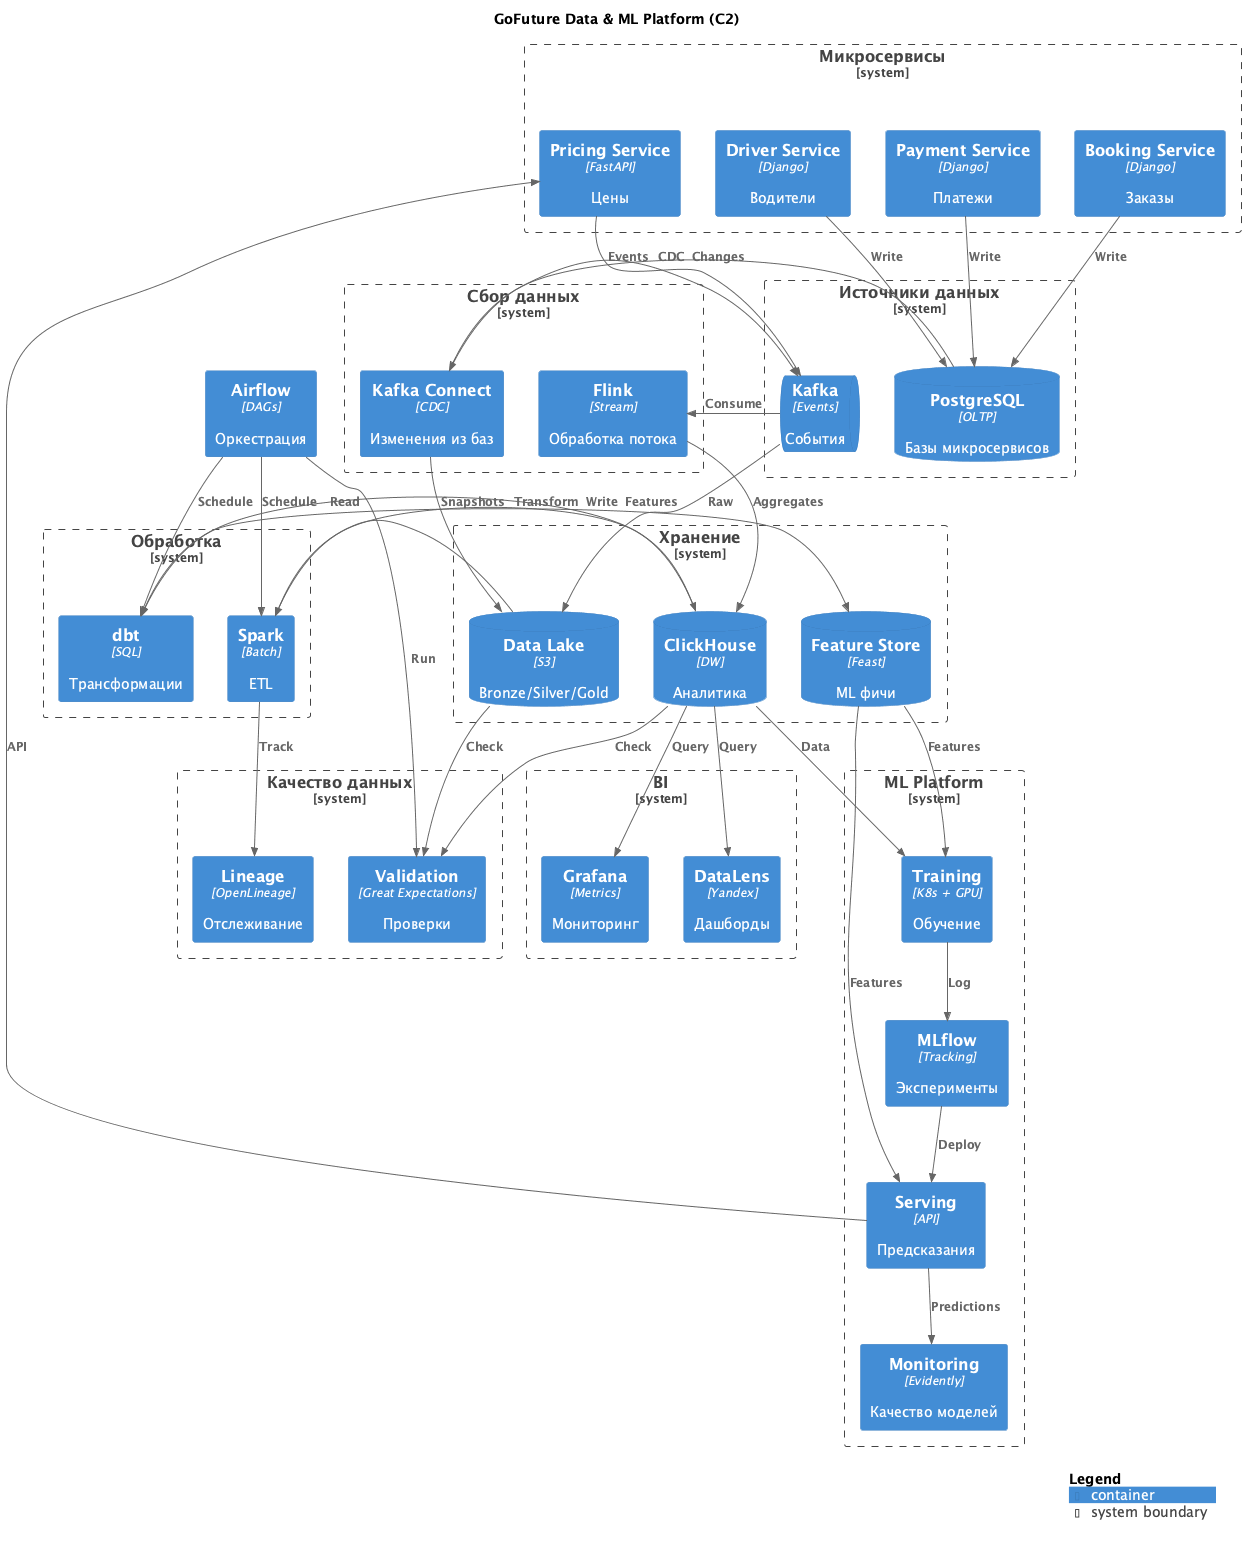 GoFuture Data & ML Platform (C2)
Микросервисы
[system]
Pricing Service
[FastAPI]
Цены
Driver Service
[Django]
Водители
Payment Service
[Django]
Платежи
Booking Service
[Django]
Заказы
Events
CDC
Changes
Write
Write
Write
Сбор данных
[system]
Источники данных
[system]
Airflow
[DAGs]
Оркестрация
Kafka Connect
[CDC]
Изменения из баз
Flink
[Stream]
Обработка потока
Consume
Kafka
[Events]
События
PostgreSQL
[OLTP]
Базы микросервисов
Schedule
Schedule
Read
Snapshots
Transform
Write
Features
Raw
Aggregates
Обработка
[system]
Хранение
[system]
dbt
[SQL]
Трансформации
Spark
[Batch]
ETL
Run
Data Lake
[S3]
Bronze/Silver/Gold
ClickHouse
[DW]
Аналитика
Feature Store
[Feast]
ML фичи
API
Track
Check
Check
Query
Query
Data
Features
Качество данных
[system]
BI
[system]
ML Platform
[system]
Lineage
[OpenLineage]
Отслеживание
Validation
[Great Expectations]
Проверки
Grafana
[Metrics]
Мониторинг
DataLens
[Yandex]
Дашборды
Training
[K8s + GPU]
Обучение
Features
Log
MLflow
[Tracking]
Эксперименты
Deploy
Serving
[API]
Предсказания
Predictions
Monitoring
[Evidently]
Качество моделей
Legend
container
system boundary